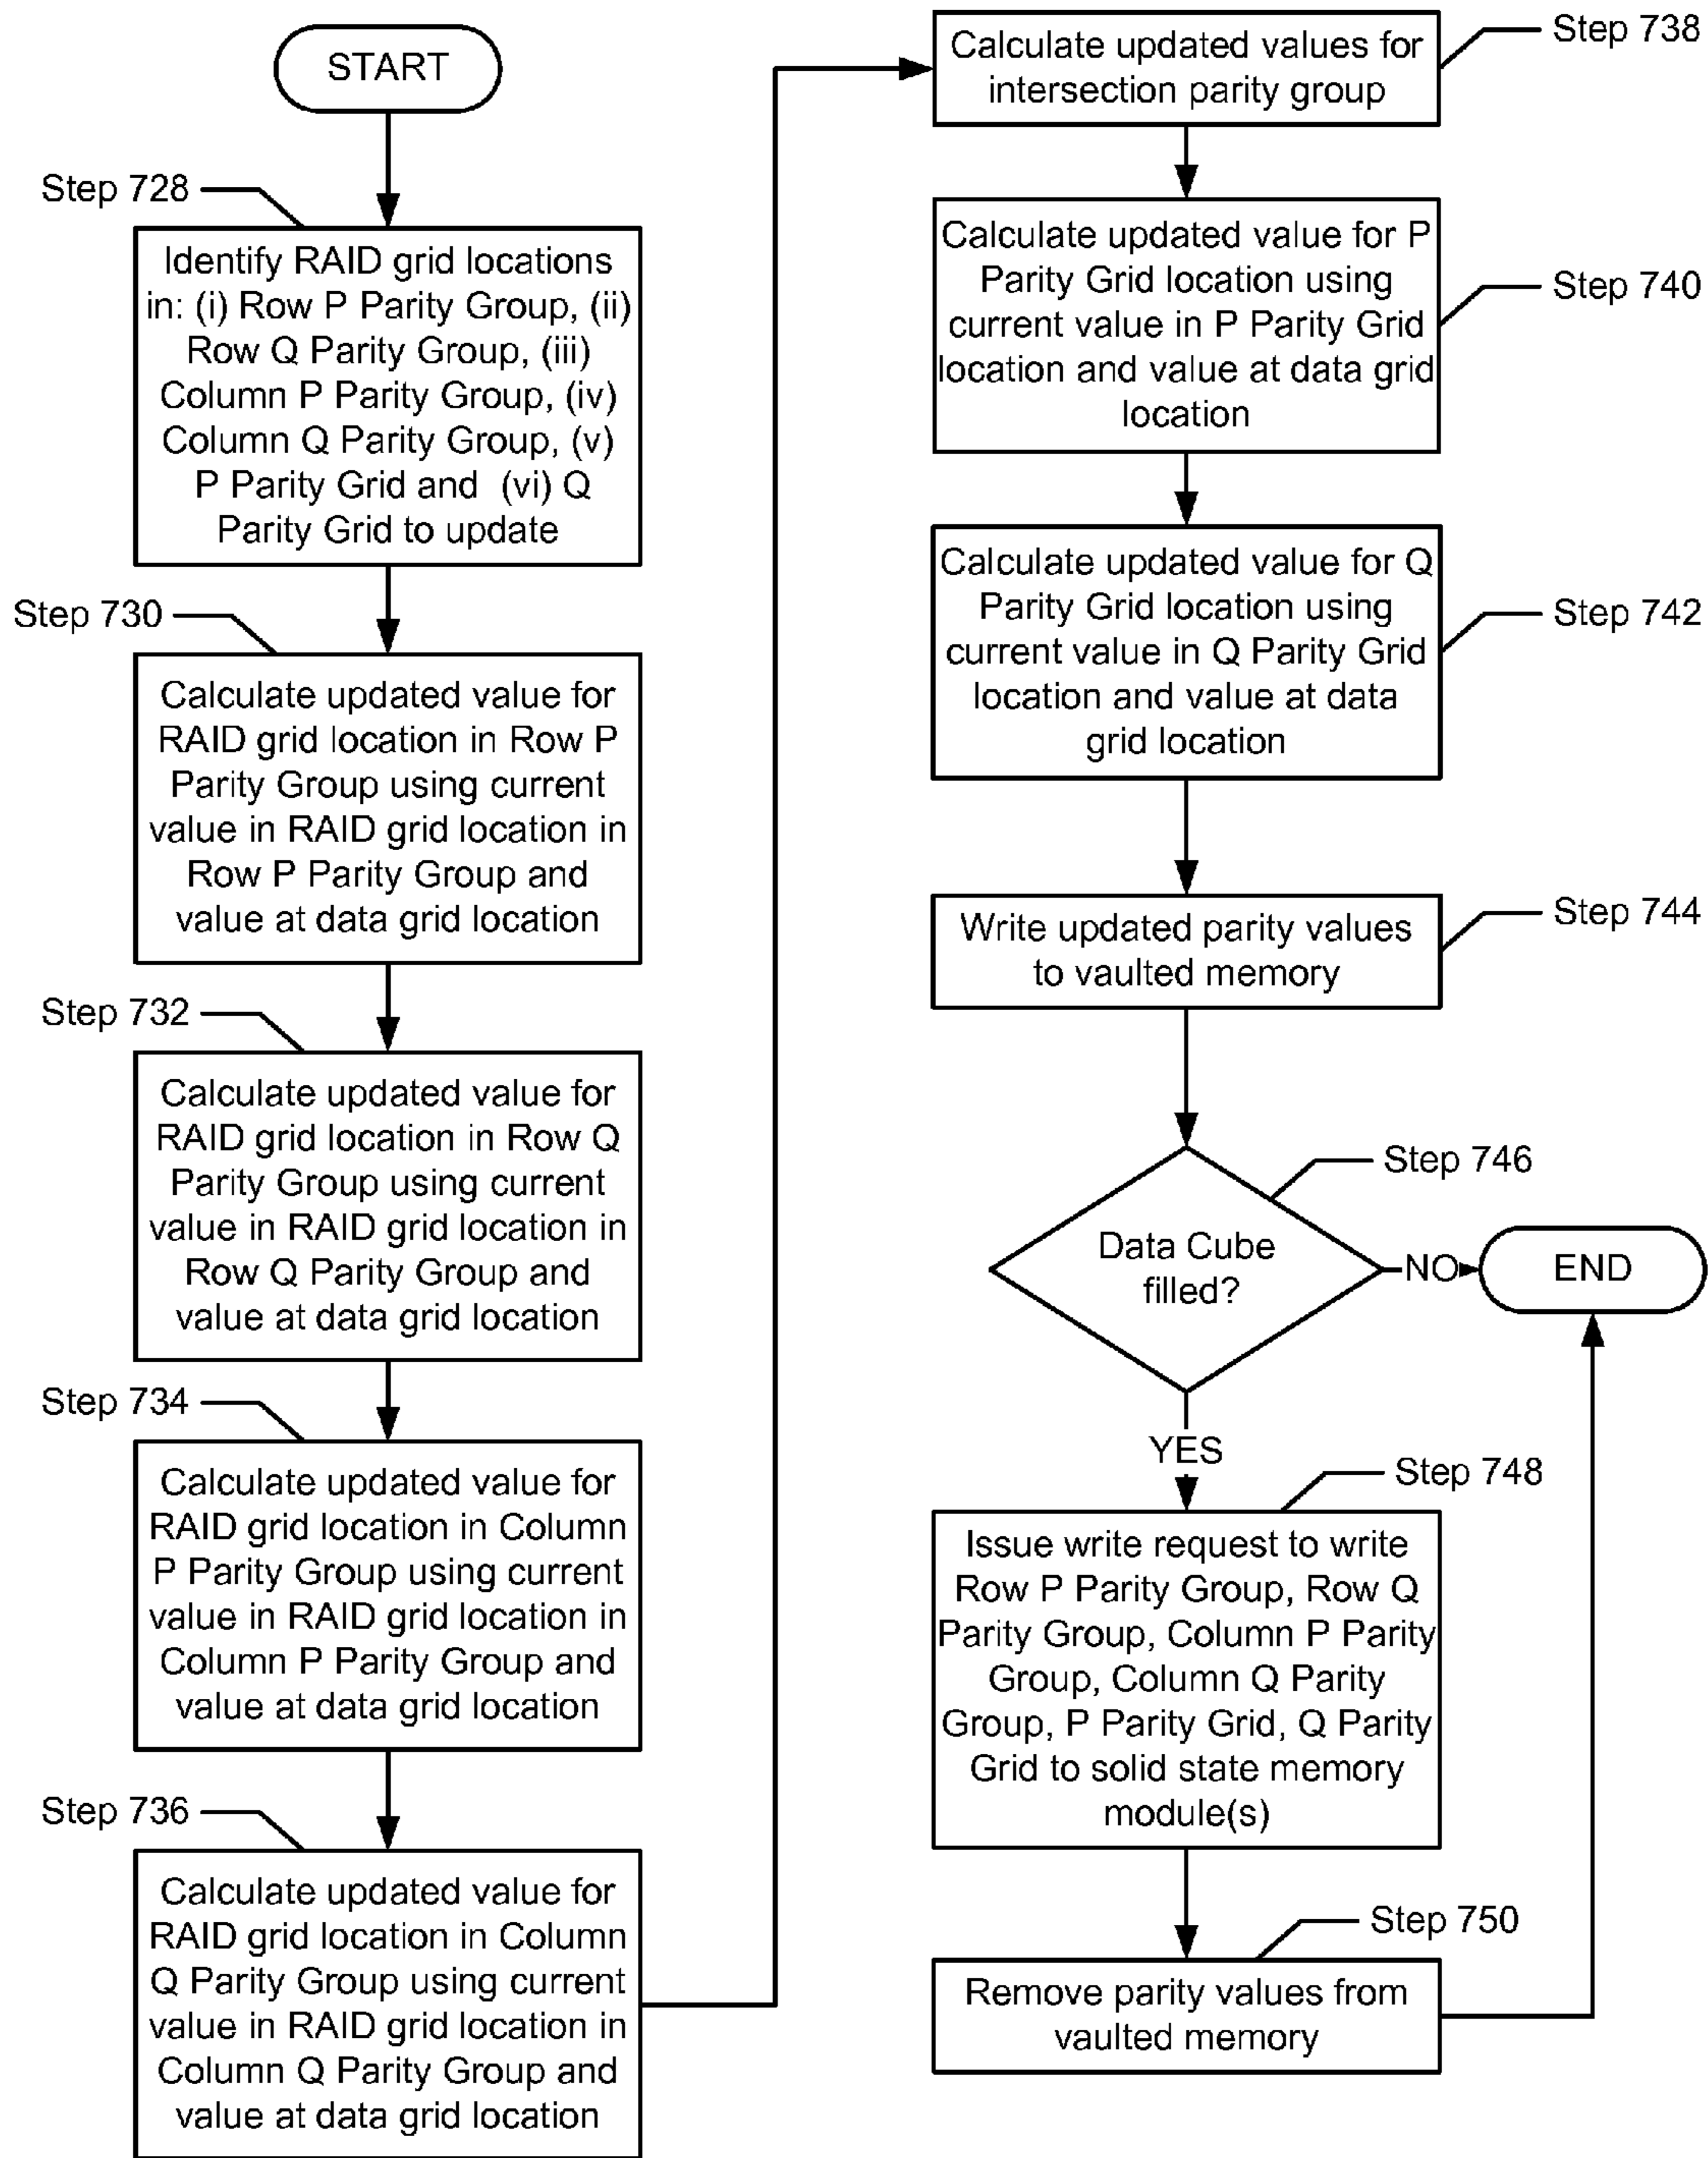 START
Step 728
Identify RAID grid locations
in: (i) Row P Parity Group, (ii)
Row Q Parity Group, (iii)
Column P Parity Group, (iv)
Column Q Parity Group, (v)
P Parity Grid and (vi) Q
Parity Grid to update
Step 730
Calculate updated value for
RAID grid location in Row P
Parity Group using current
value in RAID grid location in
Row P Parity Group and
value at data grid location
Step 732
Calculate updated value for
RAID grid location in Row Q
Parity Group using current
value in RAID grid location in
Row Q Parity Group and
value at data grid location
Step 734
Calculate updated value for
RAID grid location in Column
P Parity Group using current
value in RAID grid location in
Column P Parity Group and
value at data grid location
Step 736
Calculate updated value for
RAID grid location in Column
Q Parity Group using current
value in RAID grid location in
Column Q Parity Group and
value at data grid location
Step 738
Calculate updated values for
intersection parity group
Step 740
Calculate updated value for P
Parity Grid location using
current value in P Parity Grid
location and value at data grid
location
Step 742
Calculate updated value for Q
Parity Grid location using
current value in Q Parity Grid
location and value at data
grid location
Step 744
Write updated parity values
to vaulted memory
Step 746
Data Cube
filled?
NO
END
YES
Step 748
Issue write request to write
Row P Parity Group, Row Q
Parity Group, Column P Parity
Group, Column Q Parity
Group, P Parity Grid, Q Parity
Grid to solid state memory
module(s)
Step 750
Remove parity values from
vaulted memory